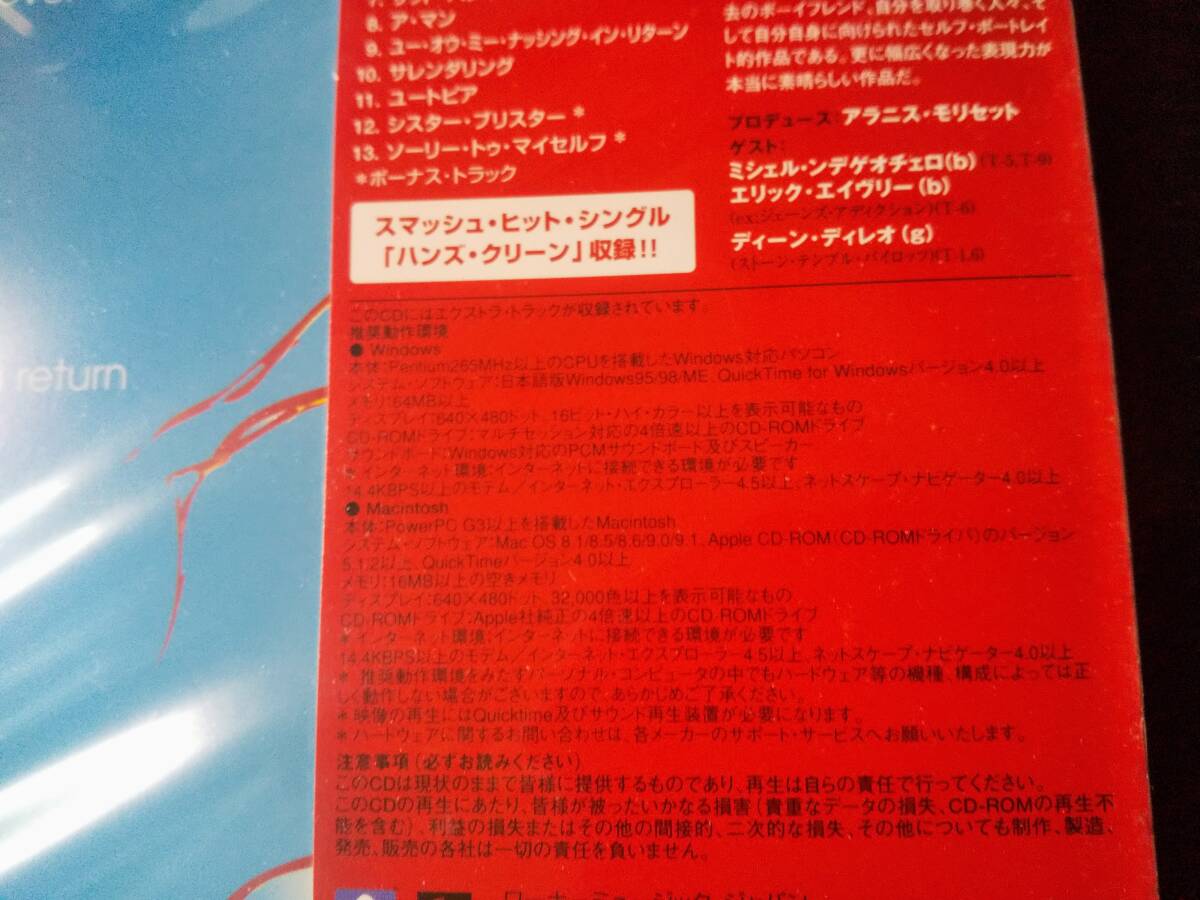 return
8. ア・マン
9. ユー・オウ・ミー・ナッシング・イン・リターン
10. サレンダリング
11. ユートピア
12. シスター・ブリスター *
13. ソーリー・トゥ・マイセルフ *
*ボーナス・トラック
スマッシュ・ヒット・シングル
「ハンズ・クリーン」収録!!
去のボーイフレンド、自分を取り巻く人々、そ
して自分自身に向けられたセルフ・ポートレイ
ト的作品である。更に幅広くなった表現力が
本当に素晴らしい作品だ。
プロデュース:アラニス・モリセット
ゲスト:
ミシェル・ンデゲオチェロ(b)(T-5,T-9)
エリック・エイヴリー(b)
(ex;ジェーンズ・アディクション)(T-6)
ディーン・ディレオ(g)
(ストーン・テンプル・パイロッツ)(T-1,6)
このCDにはエクストラ・トラックが収録されています。
推奨動作環境
● Windows
本体:Pentium265MHz以上のCPUを搭載したWindows対応パソコン
システム・ソフトウェア:日本語版Windows95/98/ME、QuickTime for Windowsバージョン4.0以上
メモリ:64MB以上
ディスプレイ:640×480ドット、16ビット・ハイ・カラー以上を表示可能なもの
CD-ROMドライブ:マルチセッション対応の4倍速以上のCD-ROMドライブ
サウンドボード:Windows対応のPCMサウンドボード及びスピーカー
*インターネット環境:インターネットに接続できる環境が必要です
14.4KBPS以上のモデム/インターネット・エクスプローラー4.5以上、ネットスケープ・ナビゲーター4.0以上
● Macintosh
本体:PowerPC G3以上を搭載したMacintosh
システム・ソフトウェア:Mac OS 8.1/8.5/8.6/9.0/9.1、Apple CD-ROM(CD-ROMドライバ)のバージョン
5.1.2以上、QuickTimeバージョン4.0以上
メモリ:16MB以上の空きメモリ
ディスプレイ:640×480ドット、32,000色以上を表示可能なもの
CD-ROMドライブ:Apple社純正の4倍速以上のCD-ROMドライブ
*インターネット環境:インターネットに接続できる環境が必要です
14.4KBPS以上のモデム/インターネット・エクスプローラー4.5以上、ネットスケープ・ナビゲーター4.0以上
* 推奨動作環境をみたすパーソナル・コンピュータの中でもハードウェア等の機種、構成によっては正
しく動作しない場合がございますので、あらかじめご了承ください。
*映像の再生にはQuicktime及びサウンド再生装置が必要になります。
*ハードウェアに関するお問い合わせは、各メーカーのサポート・サービスへお願いいたします。
注意事項(必ずお読みください)
このCDは現状のままで皆様に提供するものであり、再生は自らの責任で行ってください。
このCDの再生にあたり、皆様が被ったいかなる損害(貴重なデータの損失、CD-ROMの再生不
能を含む)、利益の損失またはその他の間接的、二次的な損失、その他についても制作、製造、
発売、販売の各社は一切の責任を負いません。